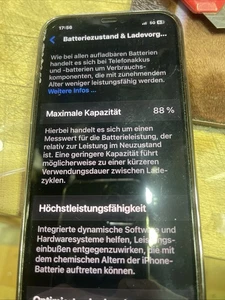 17:56
5G
Batteriezustand & Ladevorg...
Wie bei allen aufladbaren Batterien
handelt es sich bei Telefonakkus
und -batterien um Verbrauchs-
komponenten, die mit zunehmendem
Alter weniger leistungsfähig werden.
Weitere Infos ...
Maximale Kapazität 88 %
Hierbei handelt es sich um einen
Messwert für die Batterieleistung, der
relativ zur Leistung im Neuzustand
ist. Eine geringere Kapazität führt
möglicherweise zu einer kürzeren
Verwendungsdauer zwischen Lade-
zyklen.
Höchstleistungsfähigkeit
Integrierte dynamische Software und
Hardwaresysteme helfen, Leistungs-
einbußen entgegenzuwirken, die mit
dem chemischen Altern der iPhone-
Batterie auftreten können.